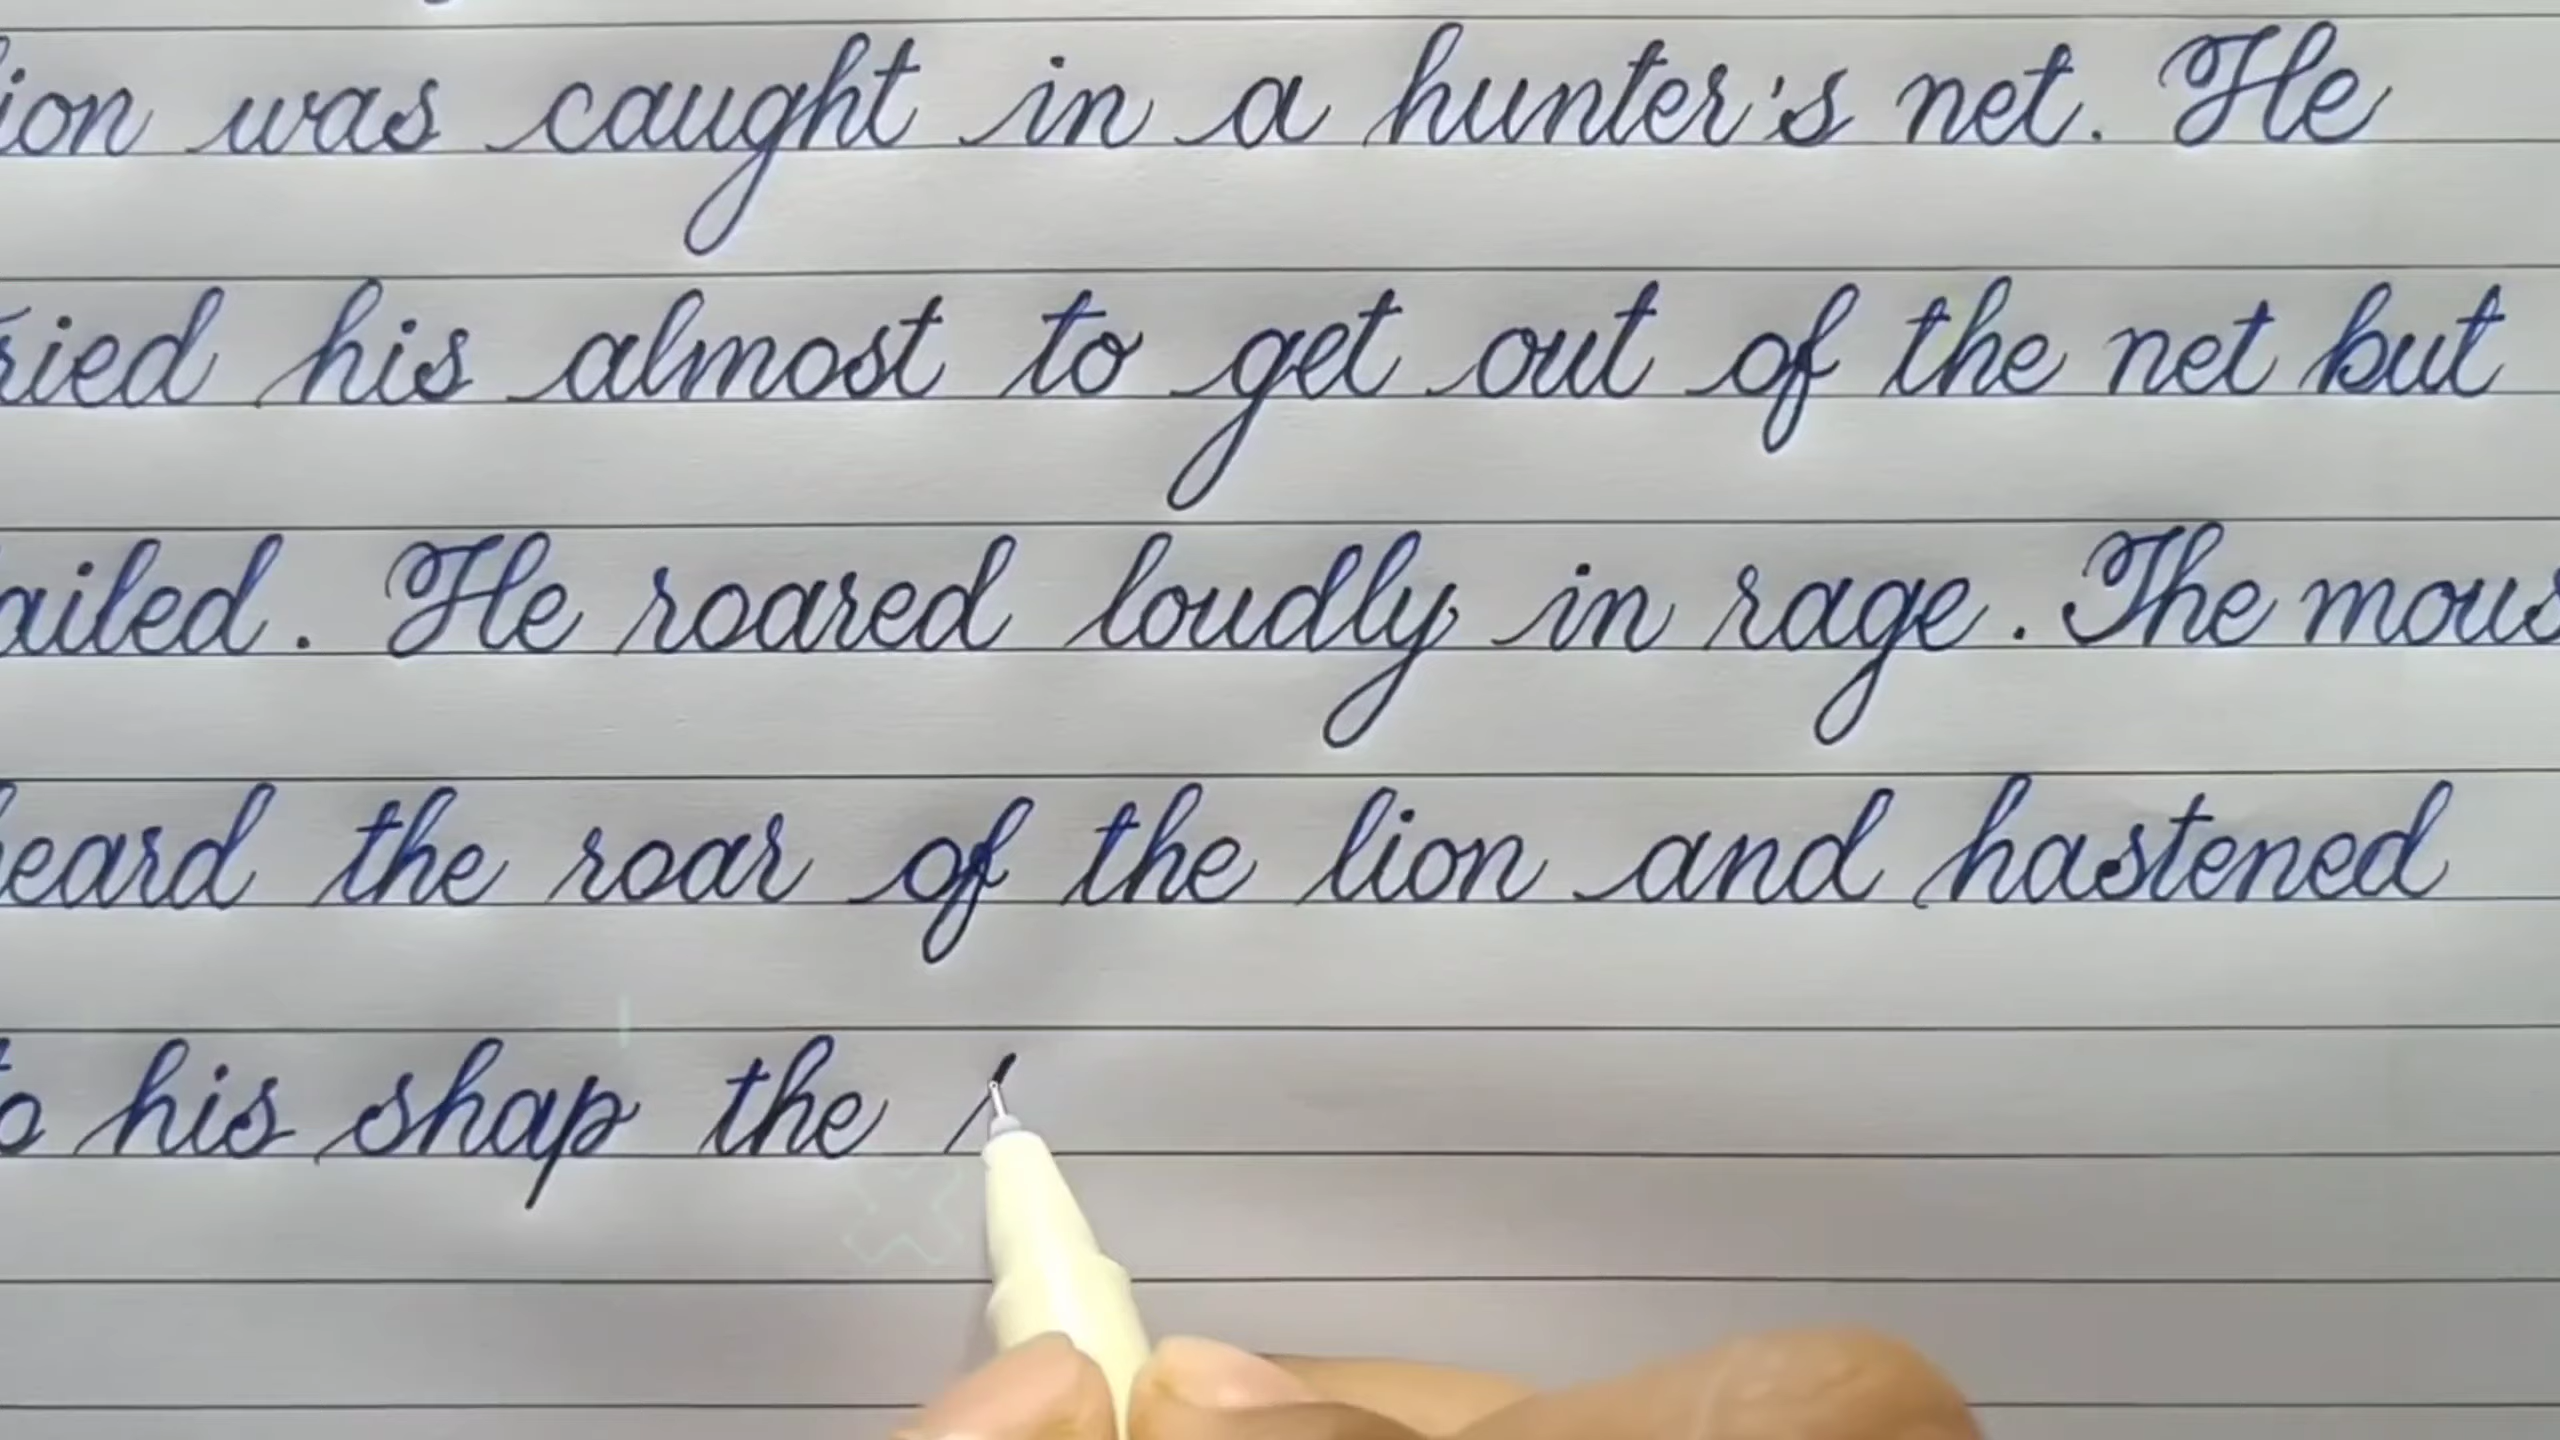 ion was caught in a hunter's net. He
ried his almost to get out of the net but
ailed. He roared loudly in rage. The mous
eard the roar of the lion and hastened
o his shap the